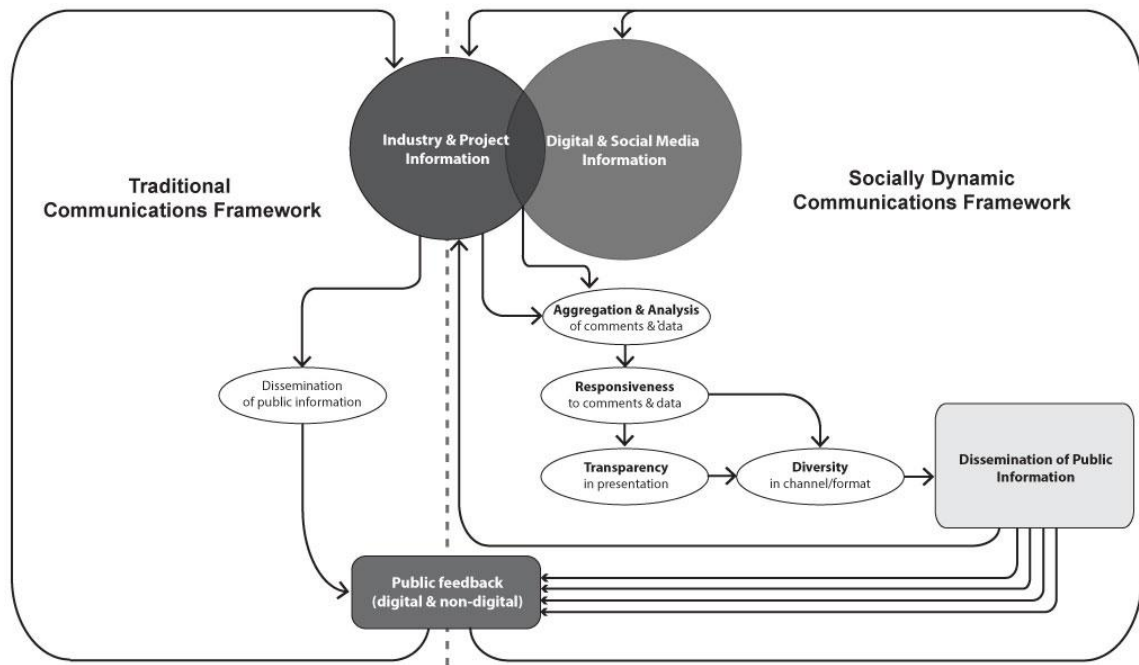 Industry & Project
Information
Digital & Social Media
Information
Traditional
Communications Framework
Socially Dynamic
Communications Framework
Aggregation & Analysis
of comments & data
Dissemination
of public information
Responsiveness
to comments & data
Transparency
in presentation
Diversity
in channel/format
Dissemination of Public
Information
Public feedback
(digital & non-digital)